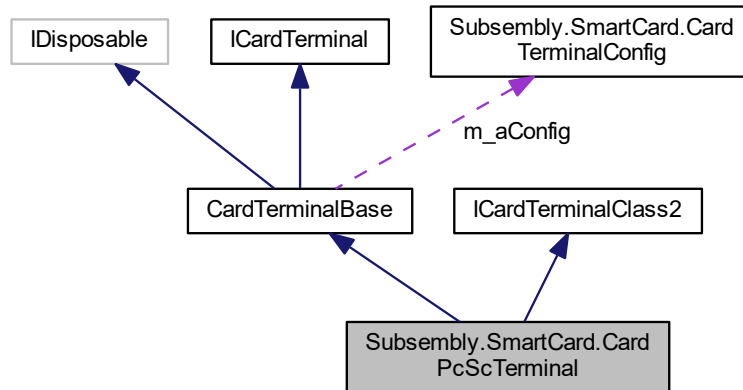 IDisposable
ICardTerminal
Subsembly.SmartCard.Card
TerminalConfig
m_aConfig
CardTerminalBase
ICardTerminalClass2
Subsembly.SmartCard.Card
PcScTerminal